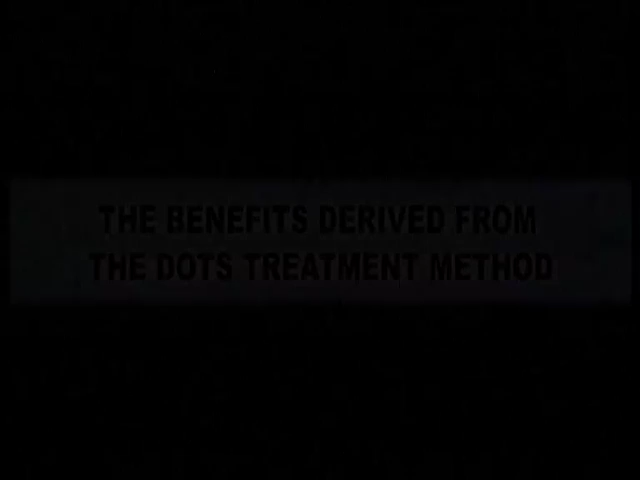 THE BENEFITS DERIVED FROM
THE DOTS TREATMENT METHOD